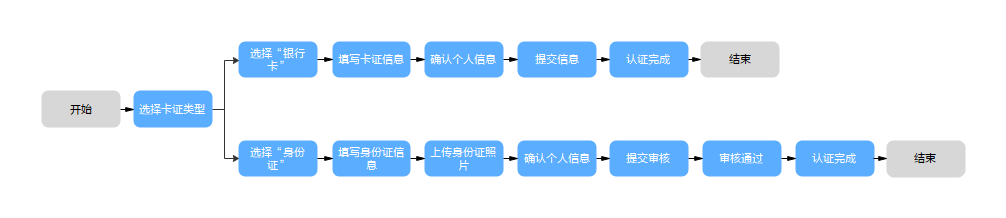 选择“银行
卡”
填写卡证信息
确认个人信息
提交信息
认证完成
结束
开始
选择卡证类型
选择“身份
证”
填写身份证信
息
上传身份证照
片
确认个人信息
提交审核
审核通过
认证完成
结束